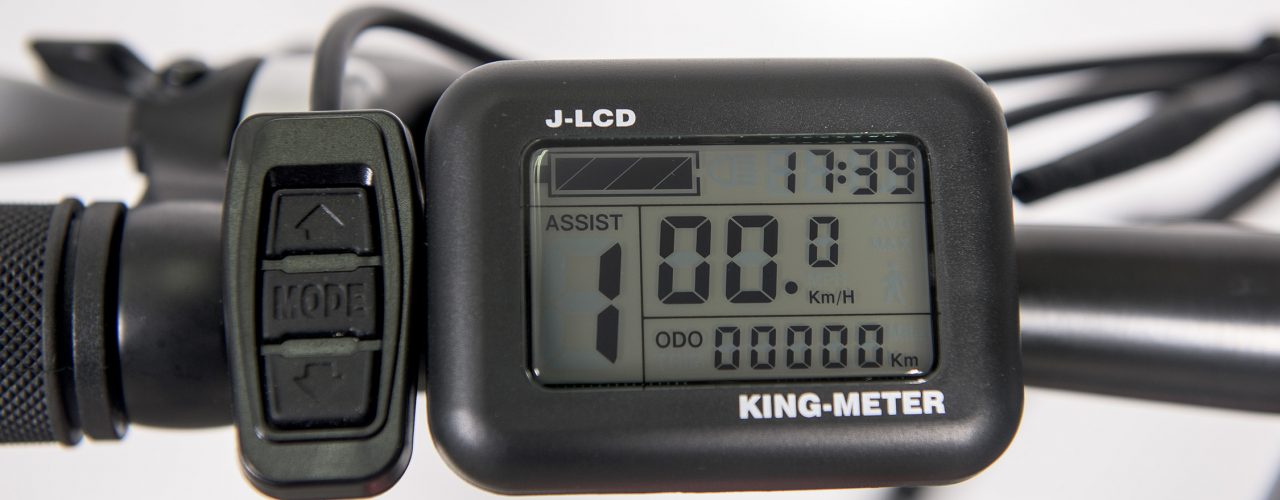 J-LCD
17:39
ASSIST
1
00.0
Km/H
ODO 00000 Km
KING-METER
MODE